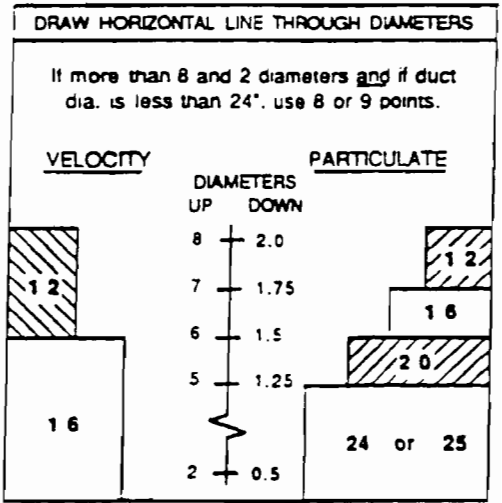 DRAW HORIZONTAL LINE THROUGH DIAMETERS
If more than 8 and 2 diameters and if duct
dia. is less than 24". use 8 or 9 points.
VELOCITY
PARTICULATE
DIAMETERS
UP DOWN
8 2.0
12
12
7 1.75
16
6 1.5
20
5 1.25
16
24 or 25
2 0.5